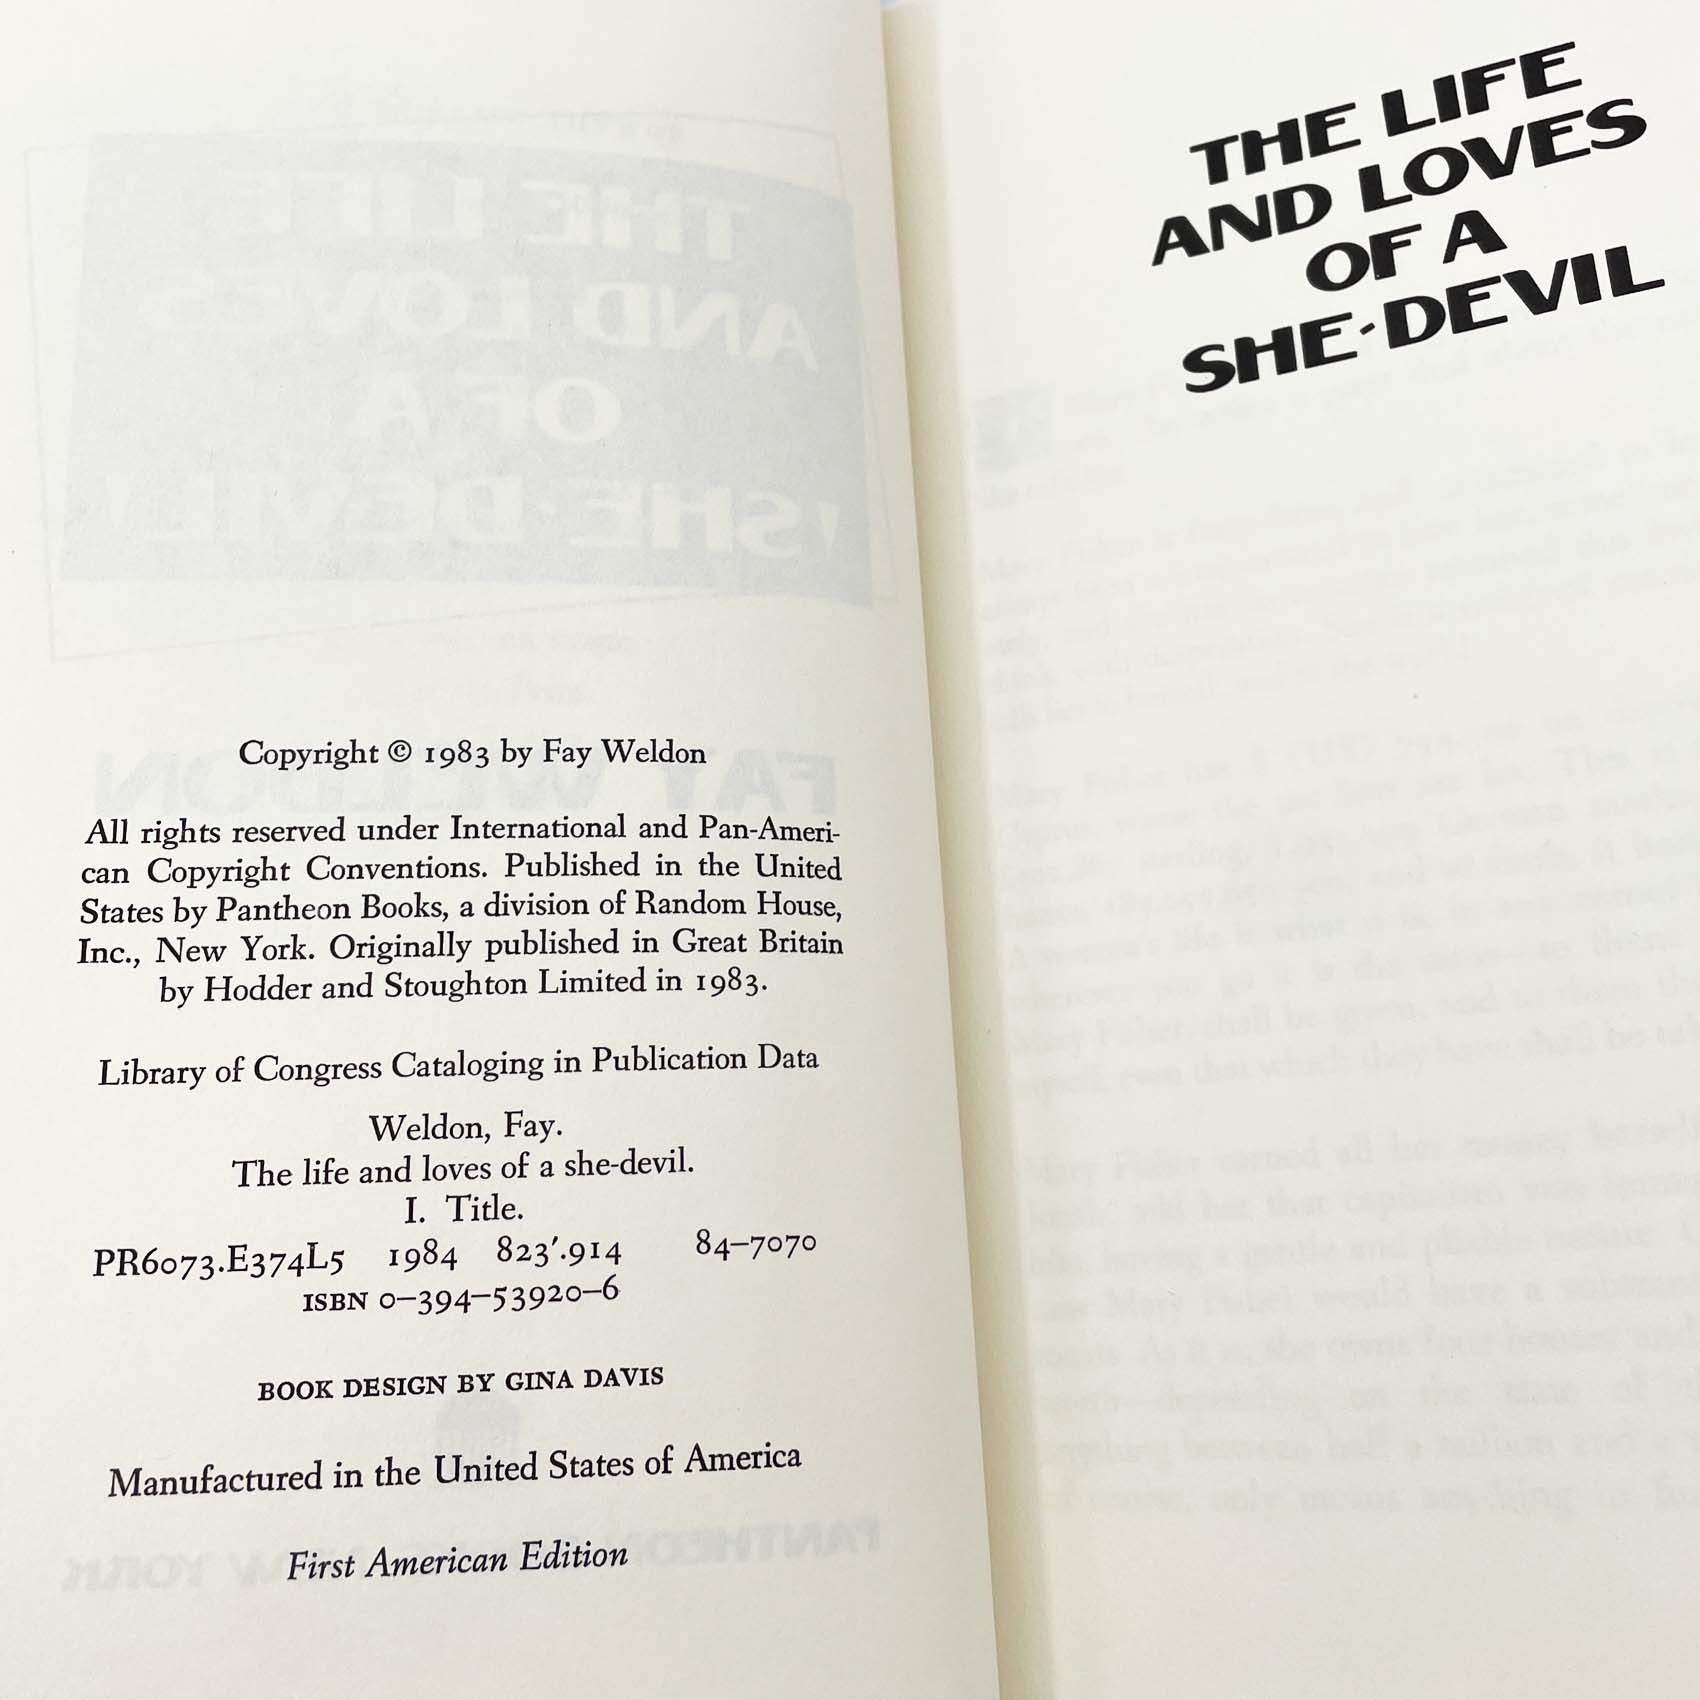 Copyright © 1983 by Fay Weldon
All rights reserved under International and Pan-Ameri-
can Copyright Conventions. Published in the United
States by Pantheon Books, a division of Random House,
Inc., New York. Originally published in Great Britain
by Hodder and Stoughton Limited in 1983.
Library of Congress Cataloging in Publication Data
Weldon, Fay.
The life and loves of a she-devil.
I. Title.
PR6073.E374L5 1984 823′.914 84–7070
ISBN 0–394–53920–6
BOOK DESIGN BY GINA DAVIS
Manufactured in the United States of America
First American Edition
THE LIFE
AND LOVES
OF A
SHE-DEVIL